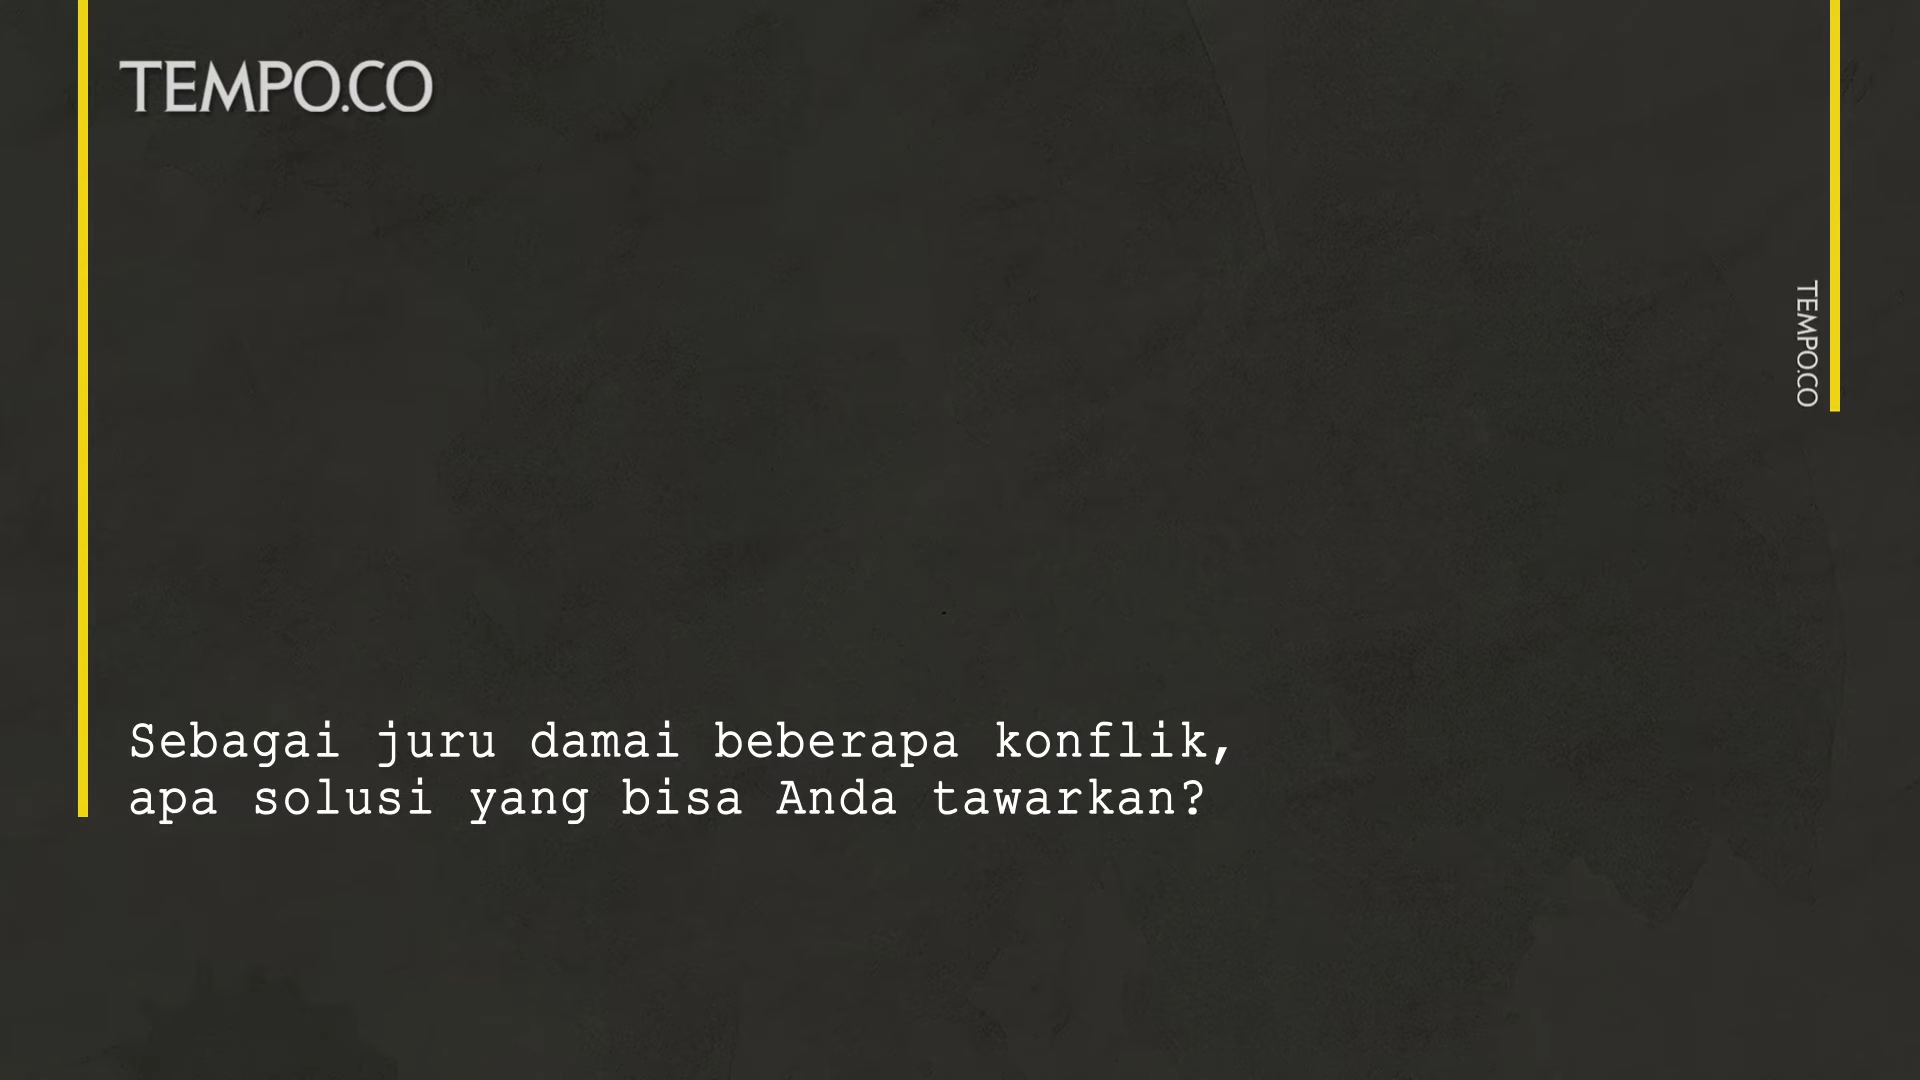 TEMPO.CO
TEMPO.CO
Sebagai juru damai beberapa konflik,
apa solusi yang bisa Anda tawarkan?